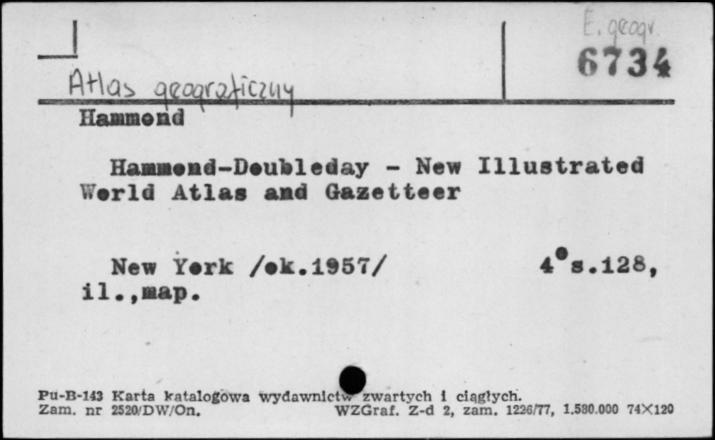 E. geogr.
6734
Atlas geograficzny
Hammond
Hammond-Doubleday - New Illustrated
World Atlas and Gazetteer
New York /ok.1957/ 4° s.128,
il.,map.
Pu-B-143 Karta katalogowa wydawnictw zwartych i ciągłych.
Zam. nr 2520/DW/On. WZGraf. Z-d 2, zam. 1226/77, 1.580.000 74×120